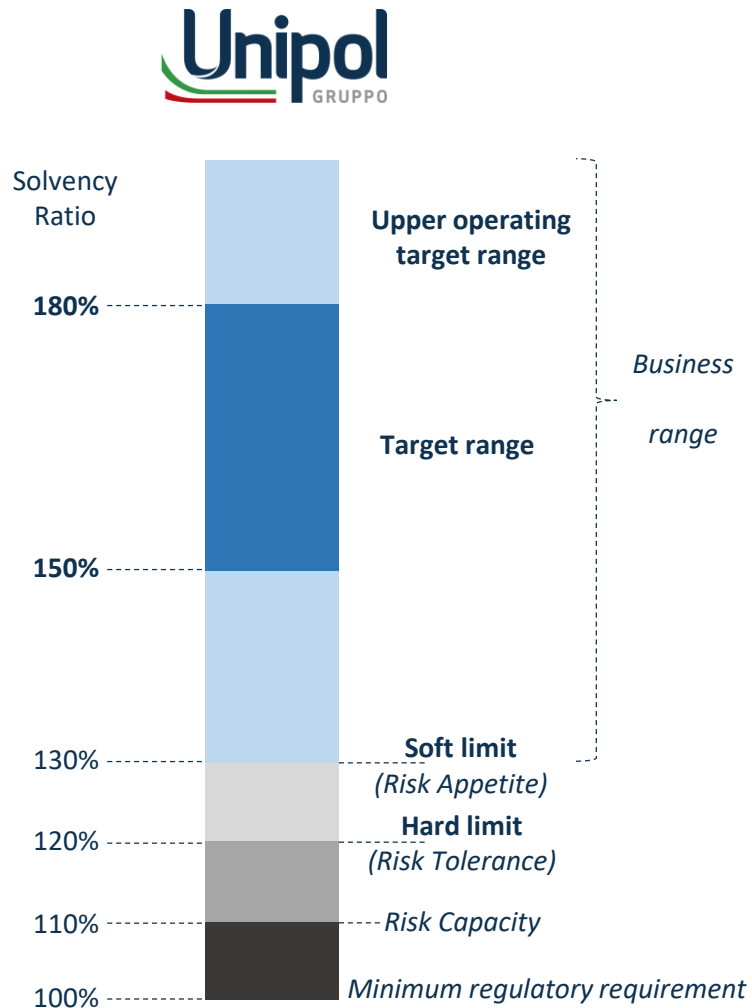 Unipol
GRUPPO
Solvency
Ratio
Upper operating
target range
180%
Business
range
Target range
150%
130%
Soft limit
(Risk Appetite)
Hard limit
120%
(Risk Tolerance)
110%
Risk Capacity
100%
Minimum regulatory requirement